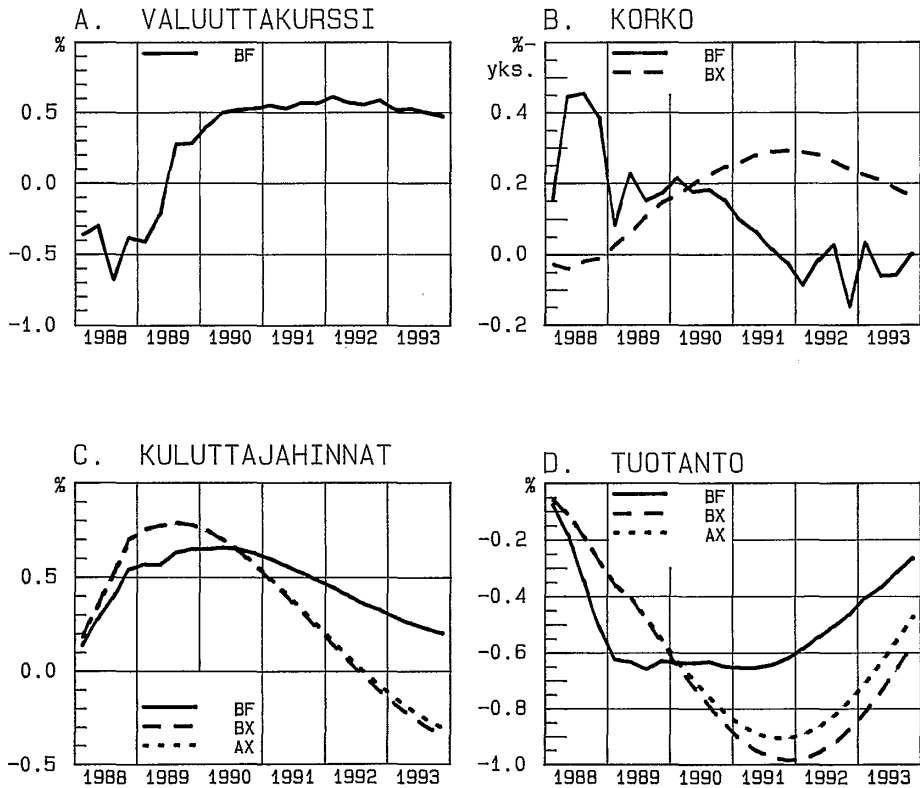 A. VALUUTTAKURSSI
%
BF
0.5
0.0
-0.5
-1.0
1988 1989 1990 1991 1992 1993
B. KORKO
%-
yks.
BF
BX
0.4
0.2
0.0
-0.2
1988 1989 1990 1991 1992 1993
C. KULUTTAJAHINNAT
%
0.5
0.0
BF
BX
AX
-0.5
1988 1989 1990 1991 1992 1993
D. TUOTANTO
%
BF
BX
AX
-0.2
-0.4
-0.6
-0.8
-1.0
1988 1989 1990 1991 1992 1993